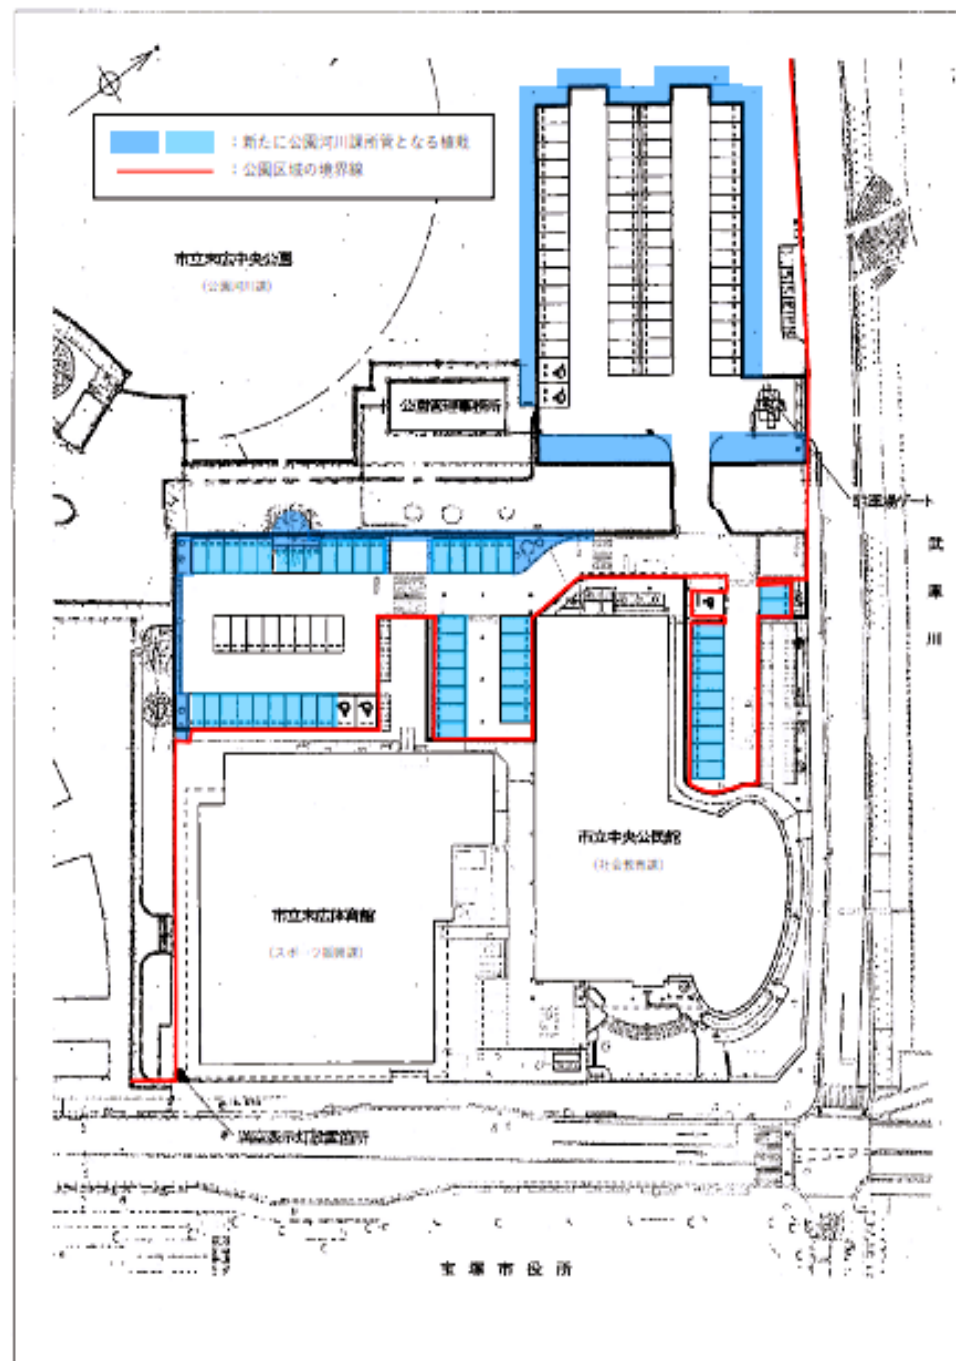 ：新たに公園河川課所管となる植栽
：公園区域の境界線
市立末広中央公園
（公園河川課）
公園管理事務所
駐車場ゲート
武庫川
市立中央公民館
（社会教育課）
市立末広体育館
（スポーツ振興課）
満空表示灯設置箇所
宝塚市役所